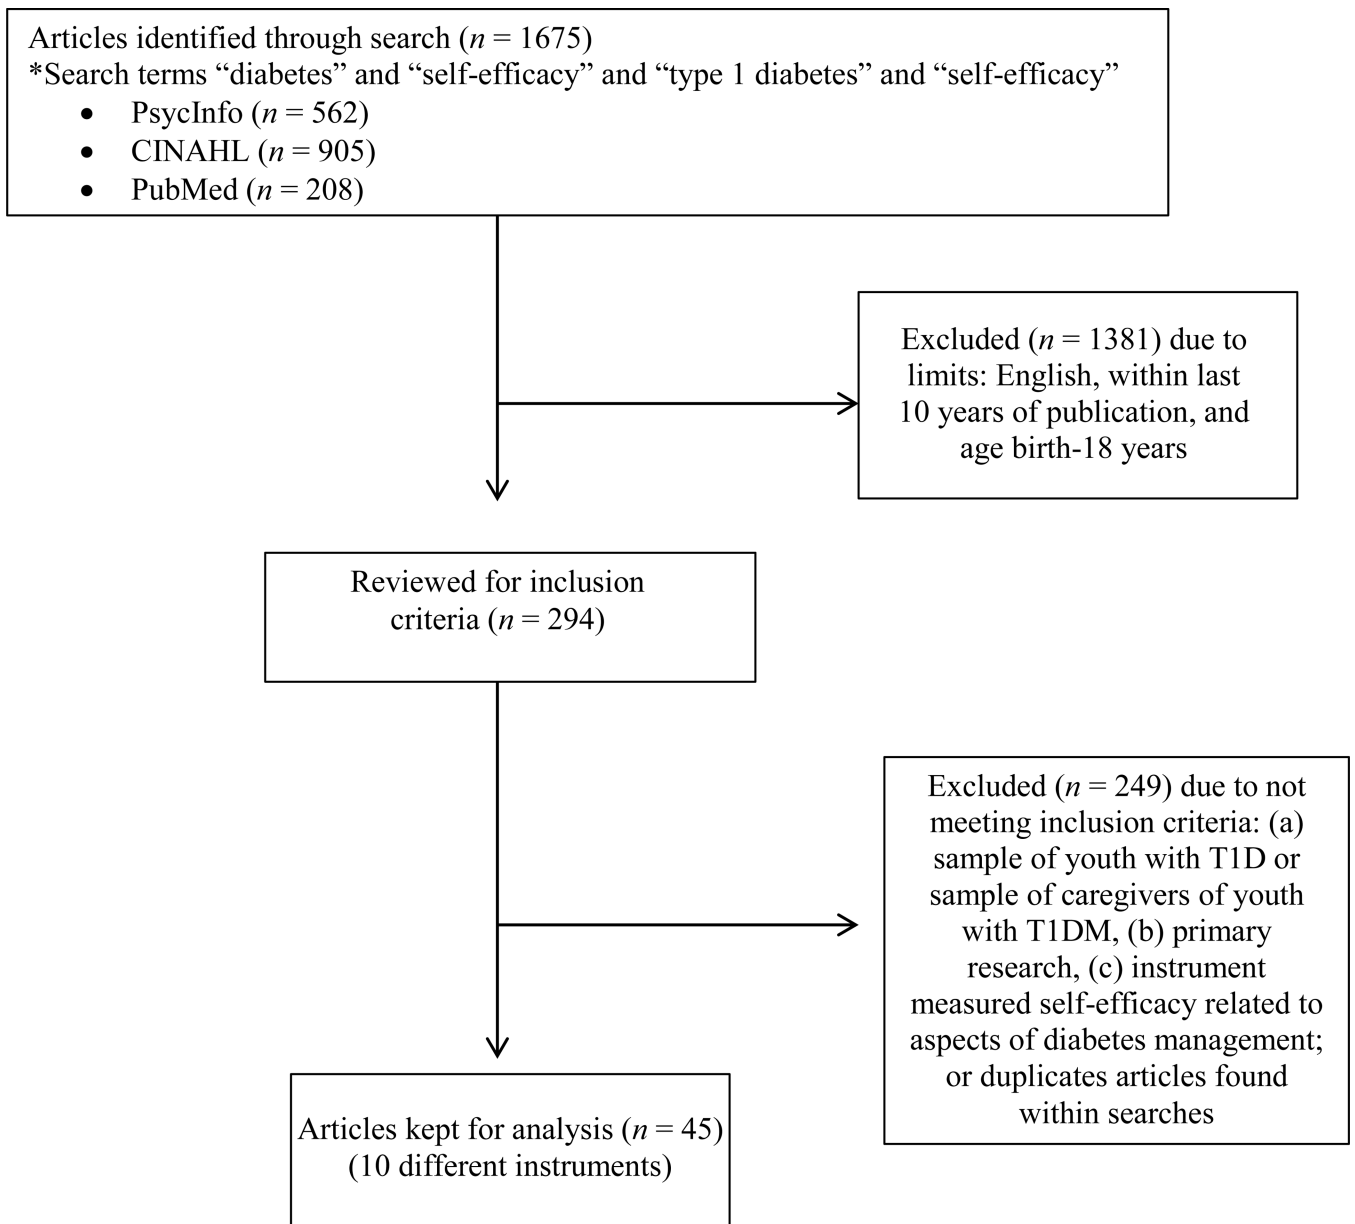 Articles identified through search (n = 1675)
*Search terms “diabetes” and “self-efficacy” and “type 1 diabetes” and “self-efficacy”
• PsycInfo (n = 562)
• CINAHL (n = 905)
• PubMed (n = 208)
Excluded (n = 1381) due to
limits: English, within last
10 years of publication, and
age birth-18 years
Reviewed for inclusion
criteria (n = 294)
Excluded (n = 249) due to not
meeting inclusion criteria: (a)
sample of youth with T1D or
sample of caregivers of youth
with T1DM, (b) primary
research, (c) instrument
measured self-efficacy related to
aspects of diabetes management;
or duplicates articles found
within searches
Articles kept for analysis (n = 45)
(10 different instruments)